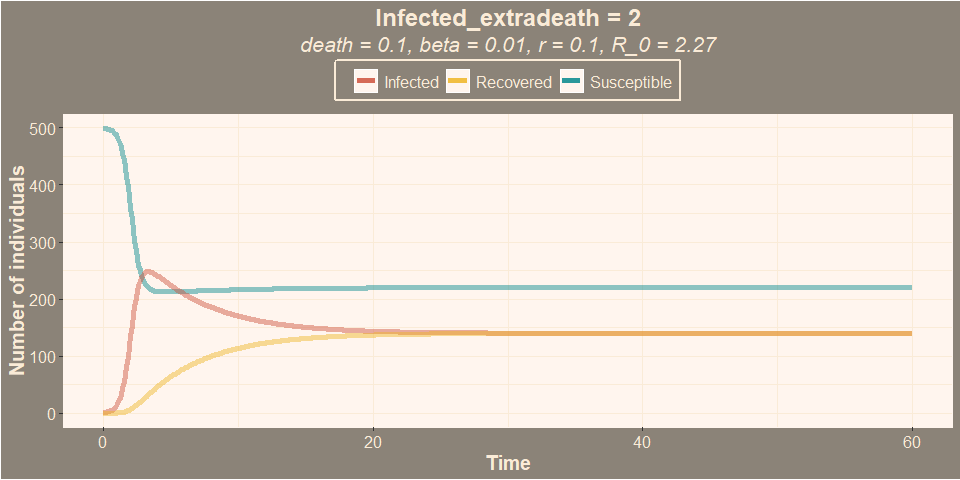 Infected_extradeath = 2
death = 0.1, beta = 0.01, r = 0.1, R_0 = 2.27
Infected Recovered Susceptible
Number of individuals
500
400
300
200
100
0
0 20 40 60
Time